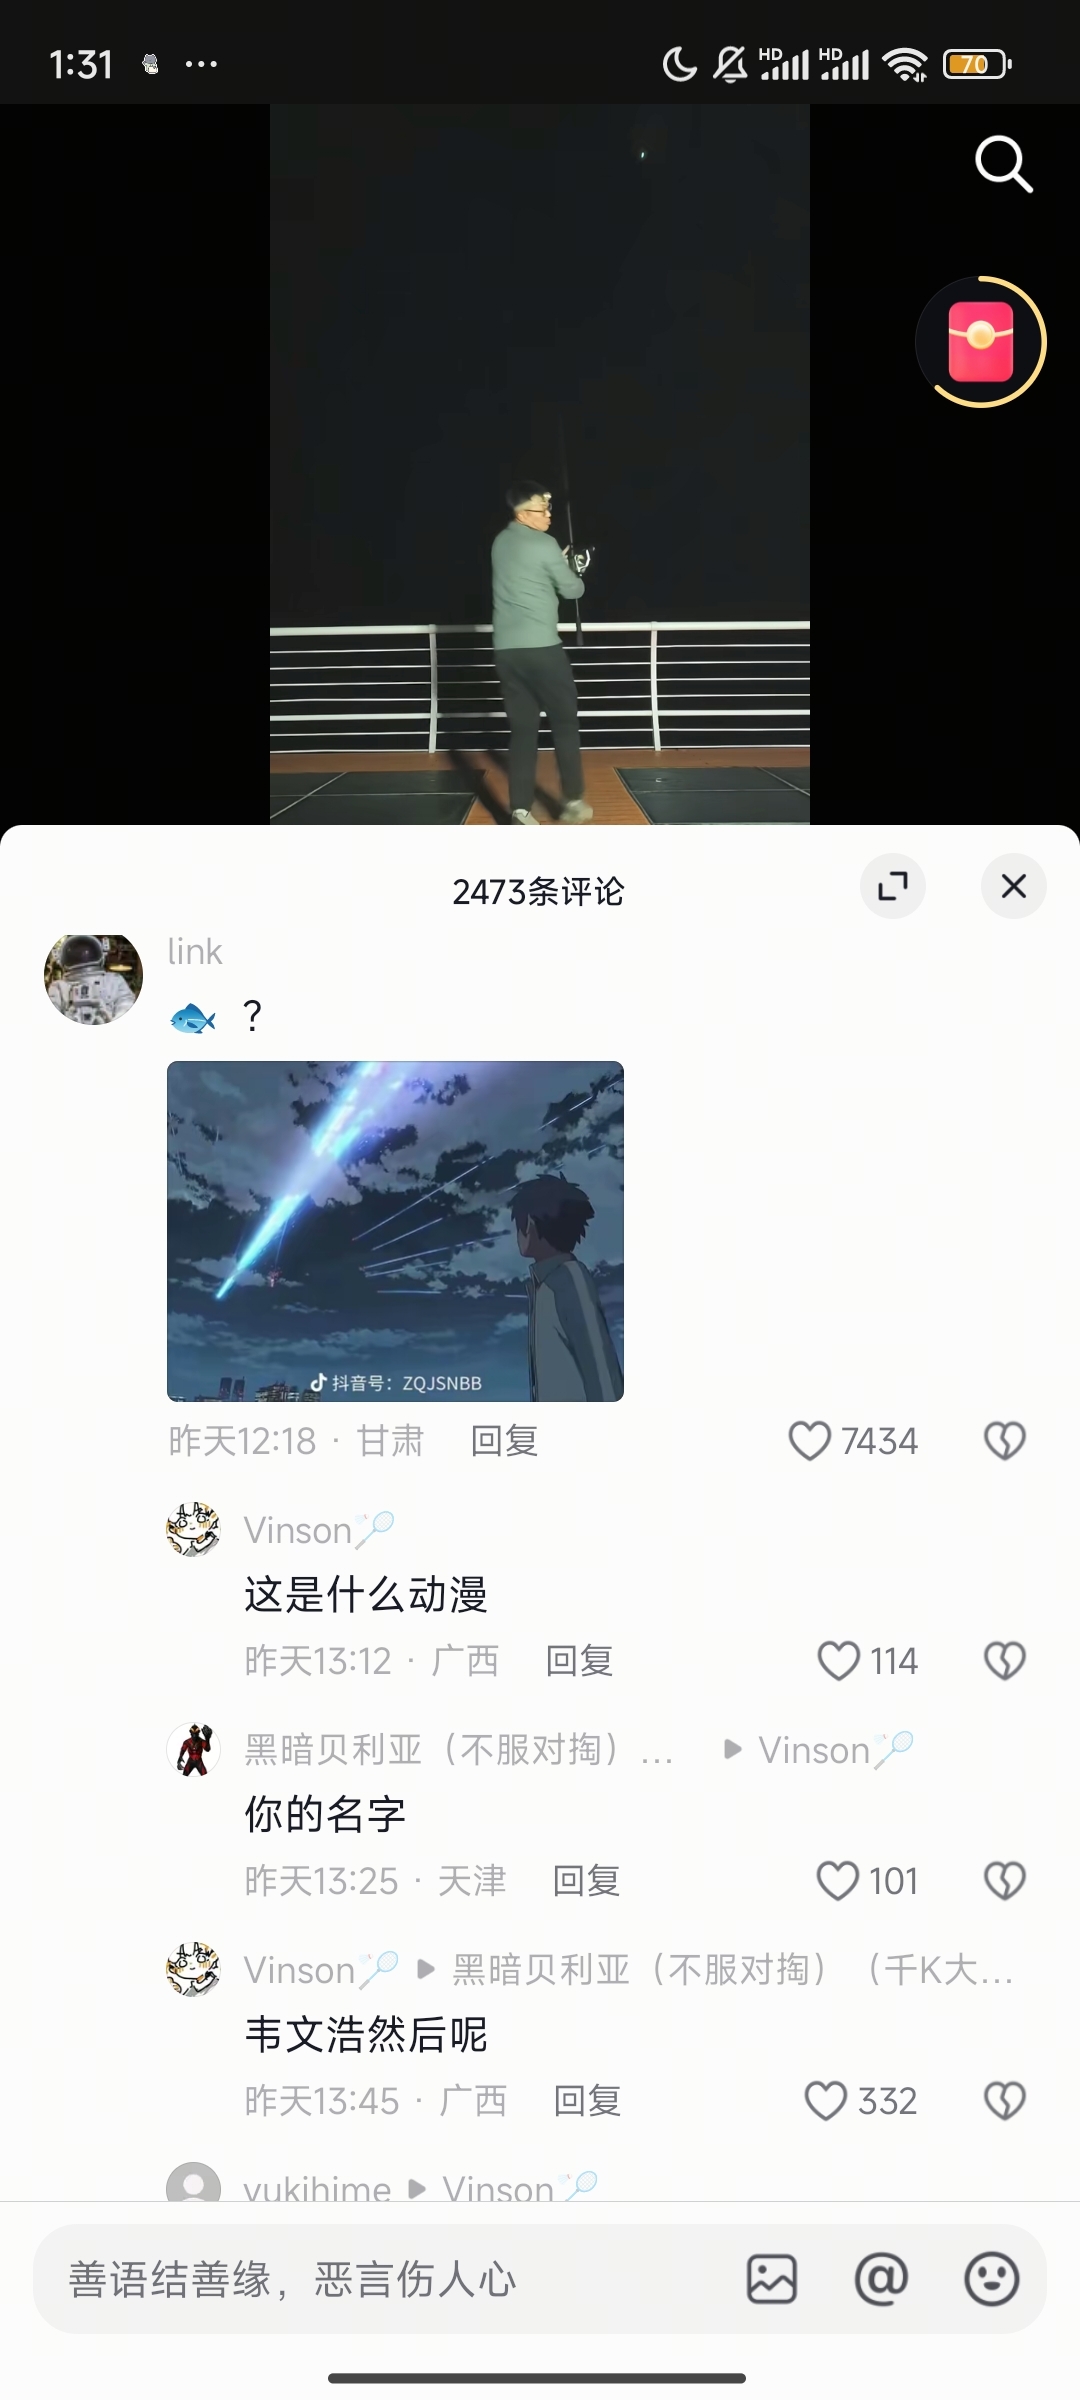 1:31
HD HD 70
2473条评论
link
🐟 ？
抖音号：ZQJSNBB
昨天12:18 · 甘肃 回复 7434
Vinson🏸
这是什么动漫
昨天13:12 · 广西 回复 114
黑暗贝利亚（不服对掏）... ▶ Vinson🏸
你的名字
昨天13:25 · 天津 回复 101
Vinson🏸 ▶ 黑暗贝利亚（不服对掏）（千K大...
韦文浩然后呢
昨天13:45 · 广西 回复 332
yukihime ▶ Vinson🏸
善语结善缘，恶言伤人心